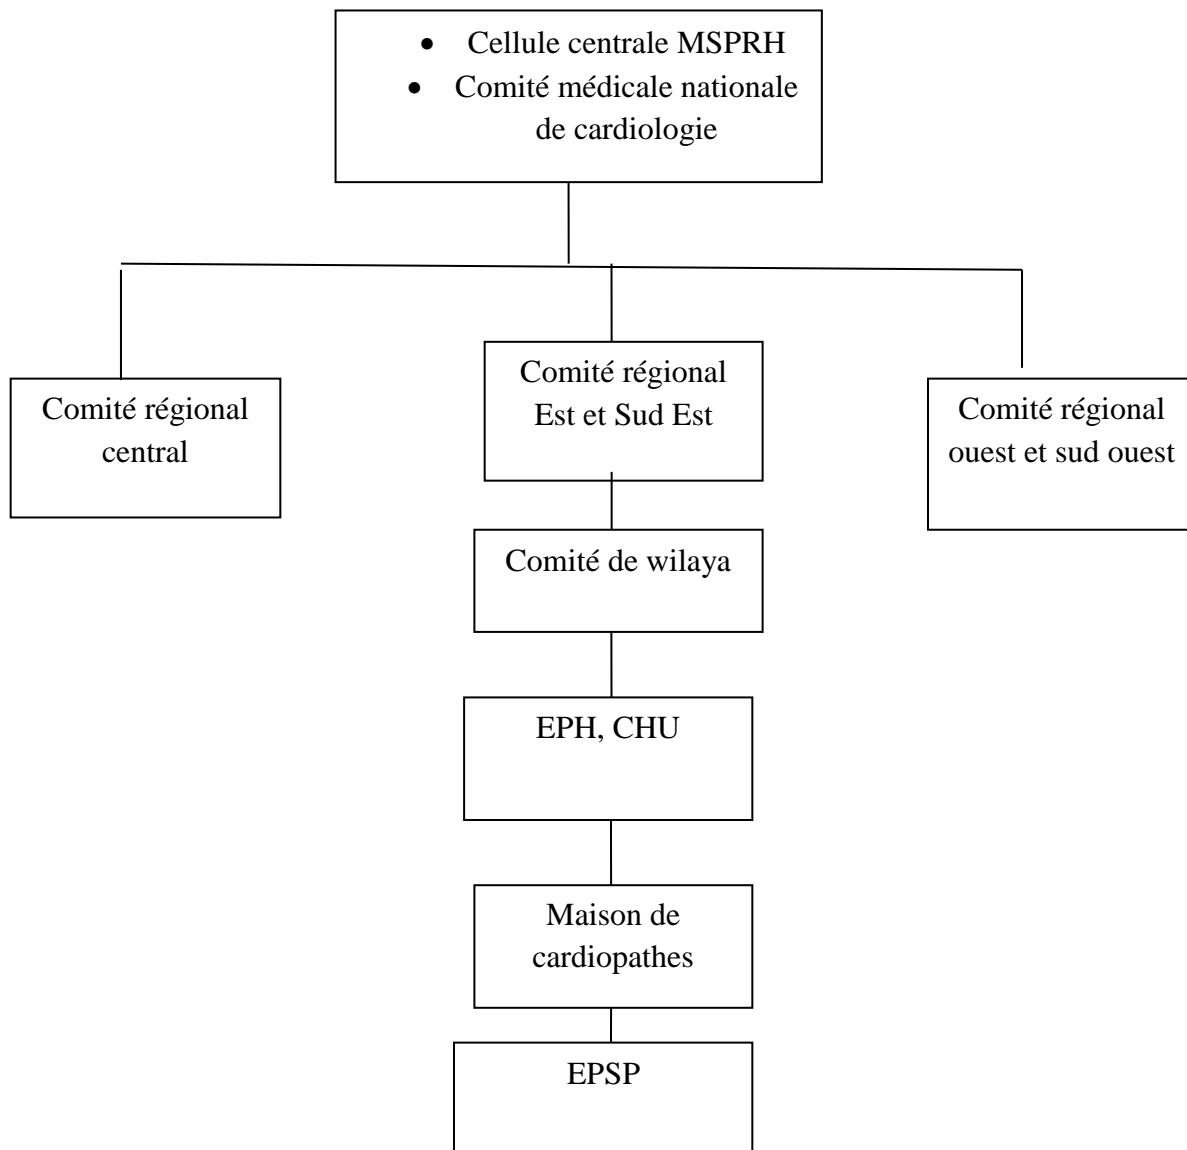 • Cellule centrale MSPRH
• Comité médicale nationale
de cardiologie
Comité régional
central
Comité régional
Est et Sud Est
Comité régional
ouest et sud ouest
Comité de wilaya
EPH, CHU
Maison de
cardiopathes
EPSP